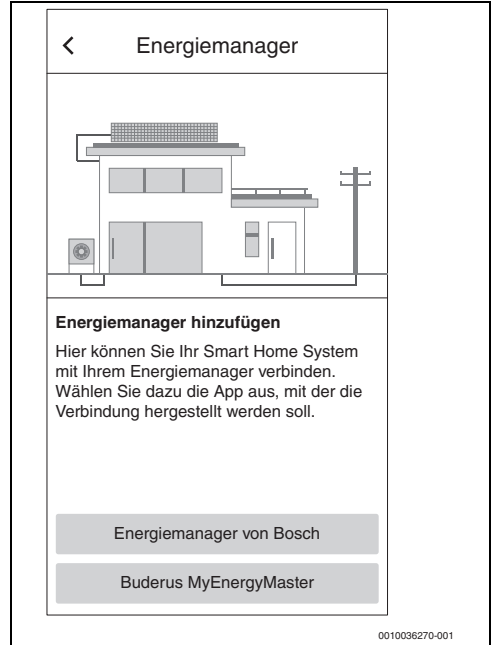 Energiemanager
Energiemanager hinzufügen
Hier können Sie Ihr Smart Home System
mit Ihrem Energiemanager verbinden.
Wählen Sie dazu die App aus, mit der die
Verbindung hergestellt werden soll.
Energiemanager von Bosch
Buderus MyEnergyMaster
0010036270-001